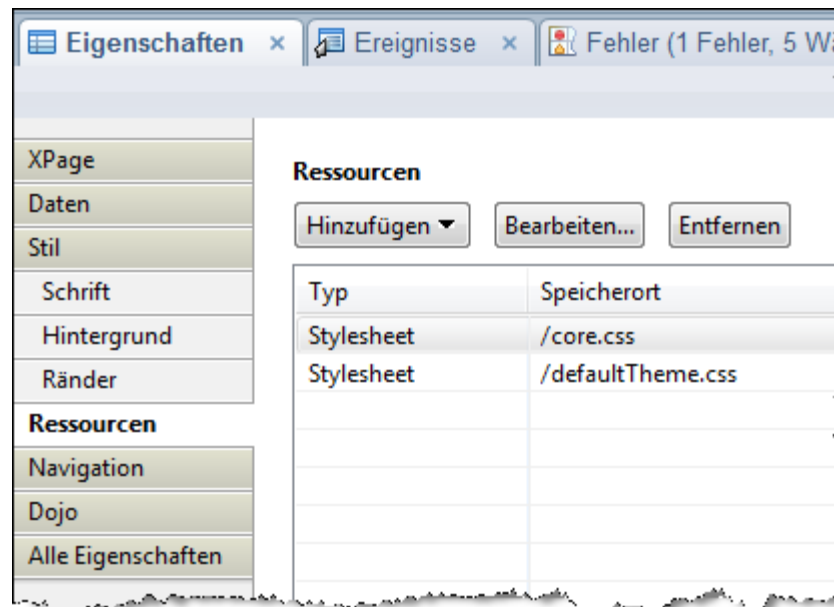 Eigenschaften Ereignisse Fehler (1 Fehler, 5
XPage
Daten
Stil
Schrift
Hintergrund
Ränder
Ressourcen
Navigation
Dojo
Alle Eigenschaften
Ressourcen
Hinzufügen Bearbeiten... Entfernen
Typ Speicherort
Stylesheet /core.css
Stylesheet /defaultTheme.css